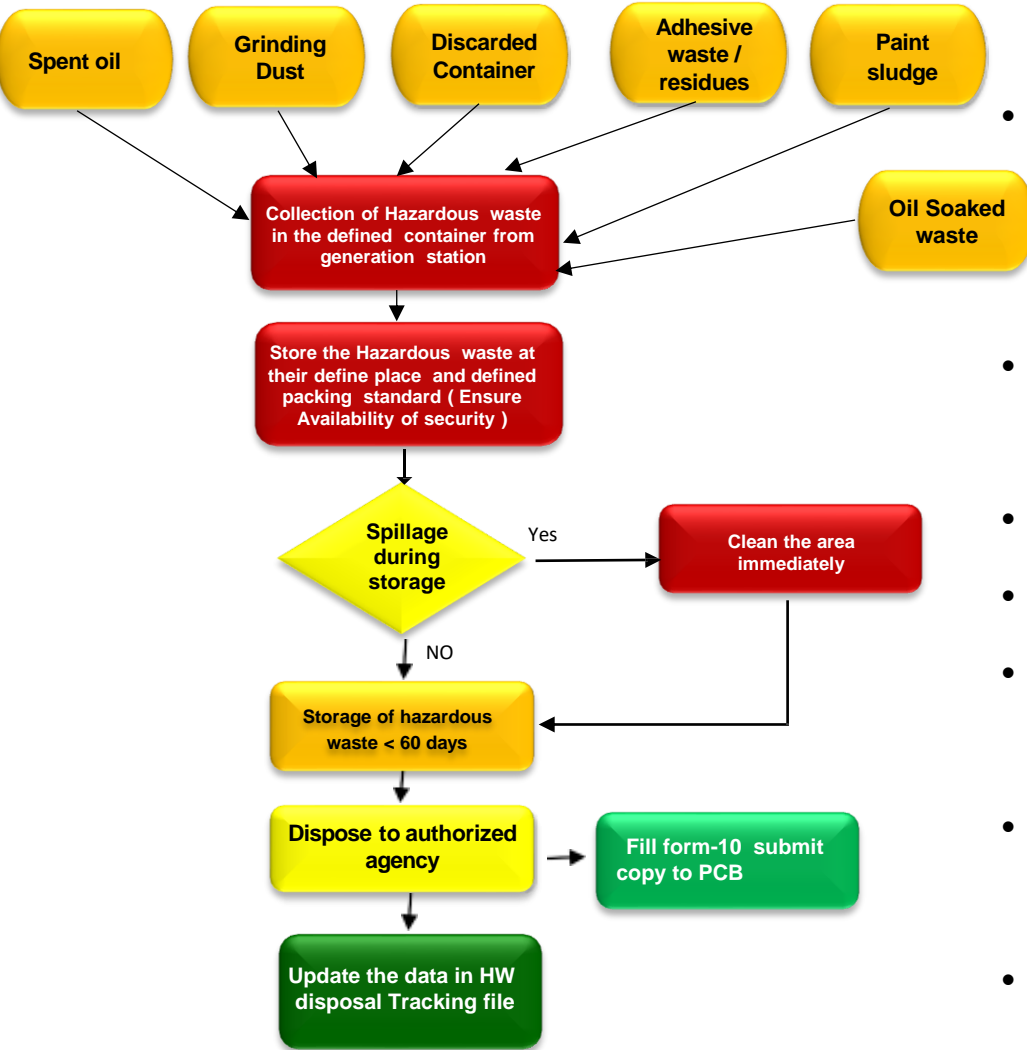 Spent oil
Grinding
Dust
Discarded
Container
Adhesive
waste /
residues
Paint
sludge
Oil Soaked
waste
Collection of Hazardous waste
in the defined container from
generation station
Store the Hazardous waste at
their define place and defined
packing standard ( Ensure
Availability of security )
Spillage
during
storage
Yes
Clean the area
immediately
NO
Storage of hazardous
waste < 60 days
Dispose to authorized
agency
Fill form-10 submit
copy to PCB
Update the data in HW
disposal Tracking file